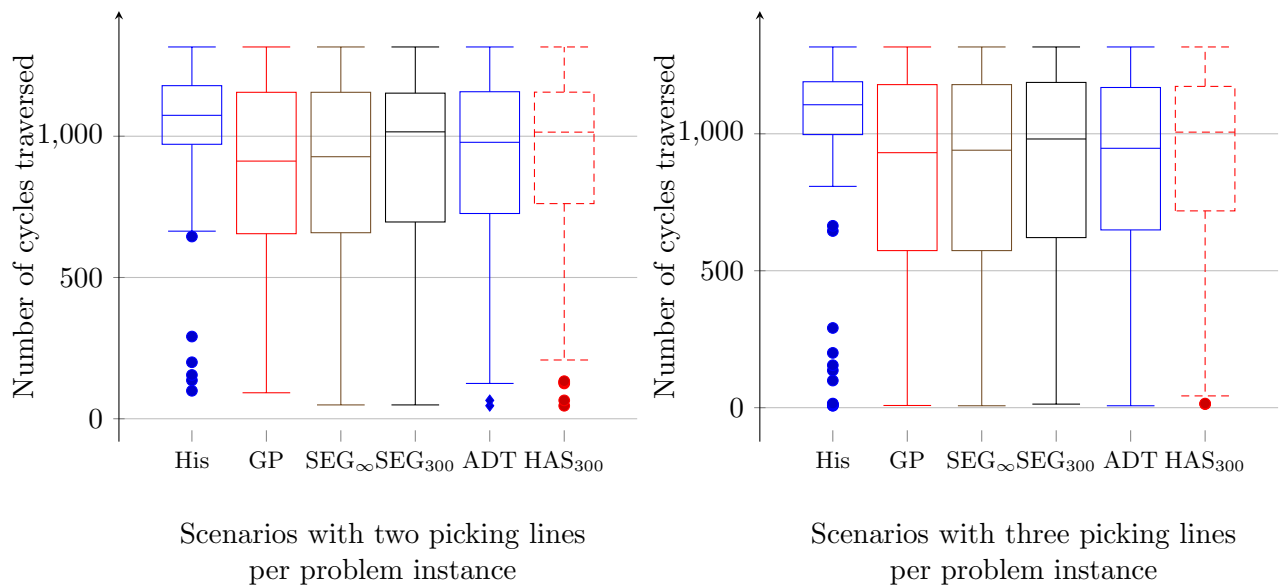 Number of cycles traversed
1,000
500
0
His GP SEG∞ SEG300 ADT HAS300
Scenarios with two picking lines
per problem instance
Number of cycles traversed
1,000
500
0
His GP SEG∞ SEG300 ADT HAS300
Scenarios with three picking lines
per problem instance